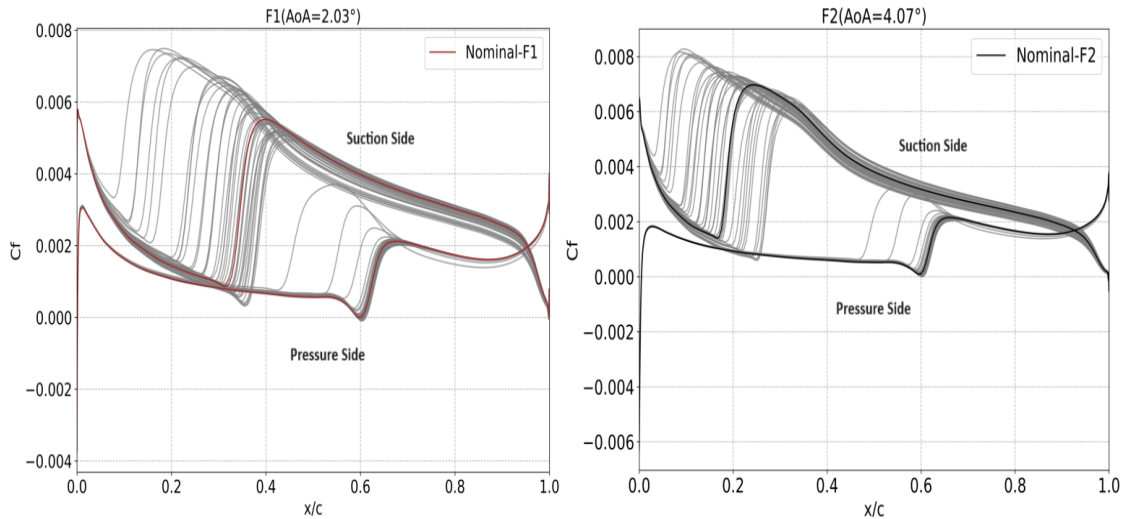 F1(AoA=2.03°)
0.008
0.006
0.004
0.002
0.000
−0.002
−0.004
Cf
Nominal-F1
Suction Side
Pressure Side
0.0 0.2 0.4 0.6 0.8 1.0
x/c
F2(AoA=4.07°)
0.008
0.006
0.004
0.002
0.000
−0.002
−0.004
−0.006
Cf
Nominal-F2
Suction Side
Pressure Side
0.0 0.2 0.4 0.6 0.8 1.0
x/c